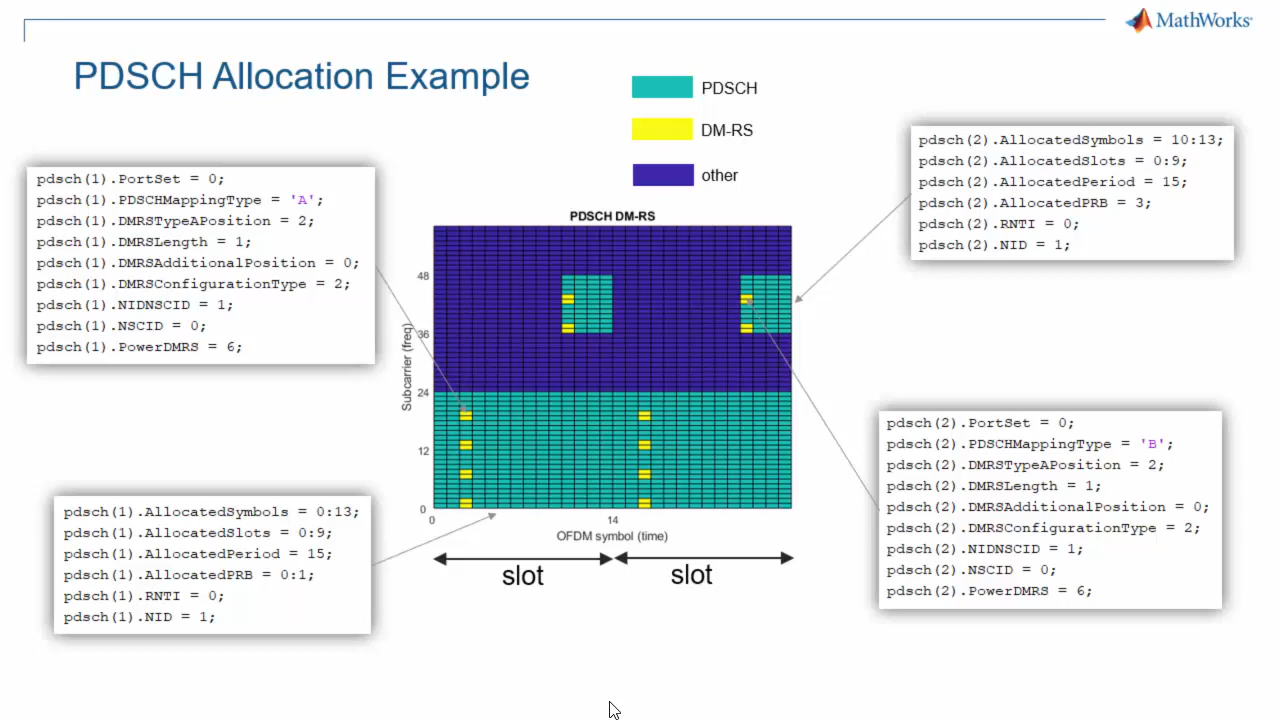 MathWorks®
PDSCH Allocation Example
PDSCH
DM-RS
other
pdsch(1).PortSet = 0;
pdsch(1).PDSCHMappingType = 'A';
pdsch(1).DMRSTypeAPosition = 2;
pdsch(1).DMRSLength = 1;
pdsch(1).DMRSAdditionalPosition = 0;
pdsch(1).DMRSConfigurationType = 2;
pdsch(1).NIDNSCID = 1;
pdsch(1).NSCID = 0;
pdsch(1).PowerDMRS = 6;
pdsch(2).AllocatedSymbols = 10:13;
pdsch(2).AllocatedSlots = 0:9;
pdsch(2).AllocatedPeriod = 15;
pdsch(2).AllocatedPRB = 3;
pdsch(2).RNTI = 0;
pdsch(2).NID = 1;
PDSCH DM-RS
48
36
24
12
0
Subcarrier (freq)
0
14
OFDM symbol (time)
slot
slot
pdsch(1).AllocatedSymbols = 0:13;
pdsch(1).AllocatedSlots = 0:9;
pdsch(1).AllocatedPeriod = 15;
pdsch(1).AllocatedPRB = 0:1;
pdsch(1).RNTI = 0;
pdsch(1).NID = 1;
pdsch(2).PortSet = 0;
pdsch(2).PDSCHMappingType = 'B';
pdsch(2).DMRSTypeAPosition = 2;
pdsch(2).DMRSLength = 1;
pdsch(2).DMRSAdditionalPosition = 0;
pdsch(2).DMRSConfigurationType = 2;
pdsch(2).NIDNSCID = 1;
pdsch(2).NSCID = 0;
pdsch(2).PowerDMRS = 6;